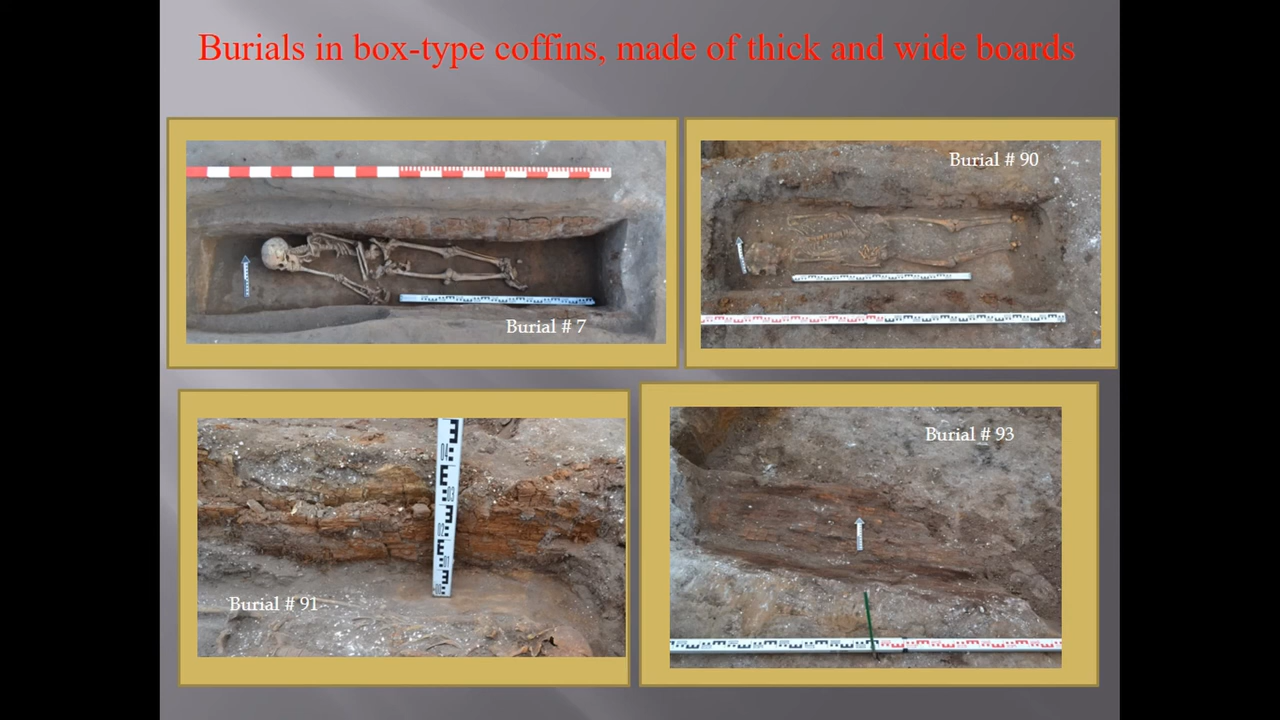 Burials in box-type coffins, made of thick and wide boards
Burial # 7
Burial # 90
Burial # 91
Burial # 93